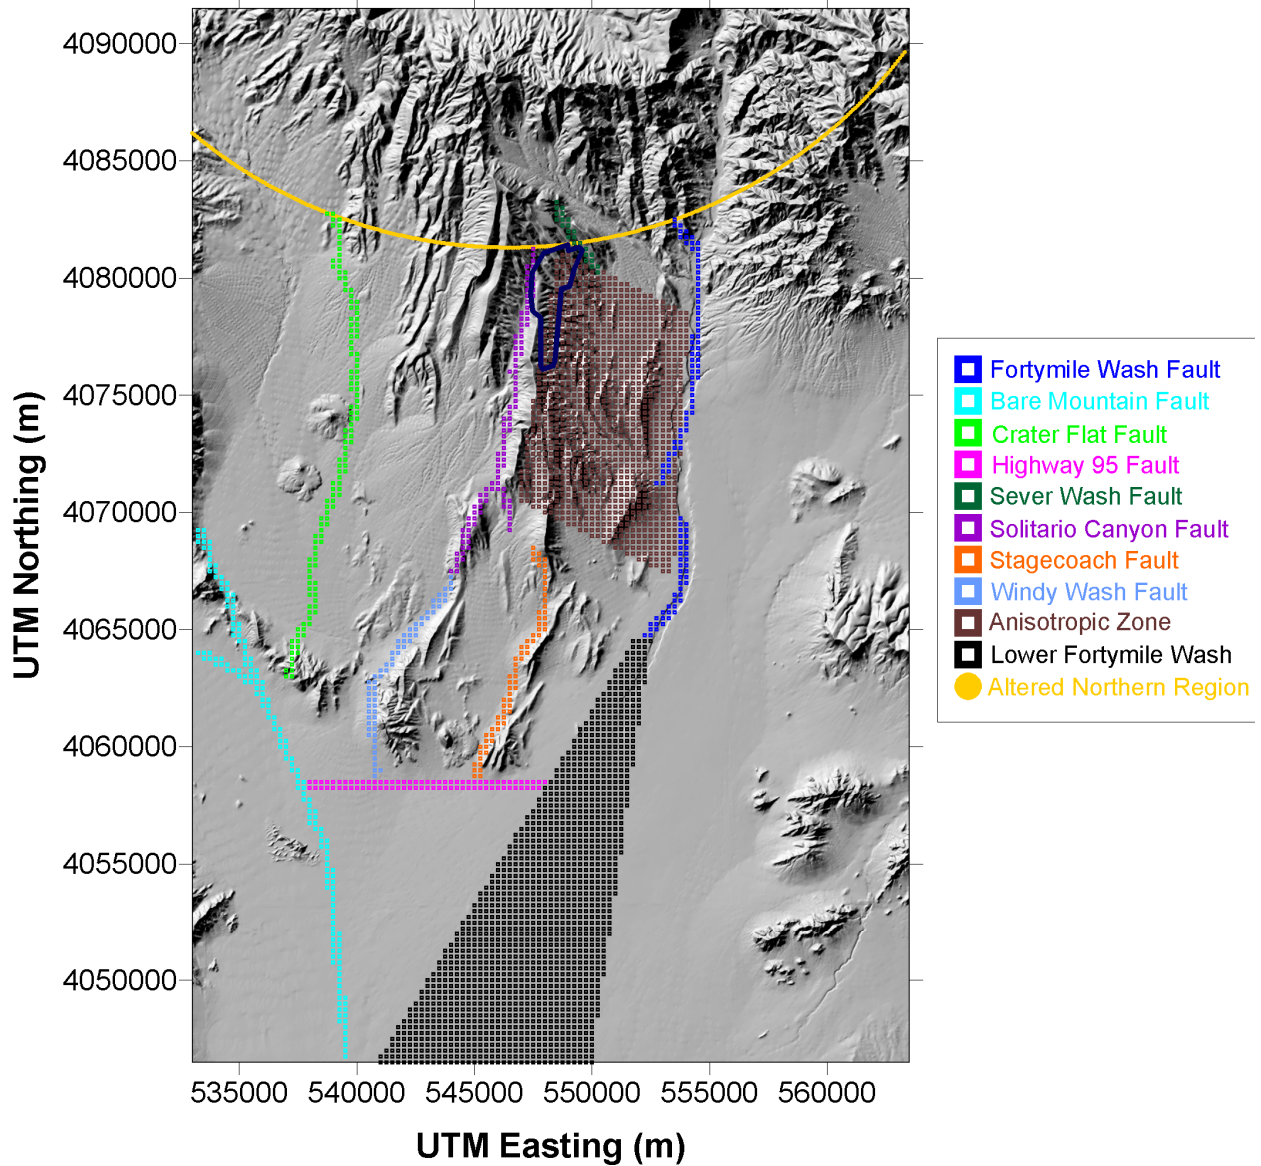 4090000
4085000
4080000
4075000
4070000
4065000
4060000
4055000
4050000
UTM Northing (m)
535000 540000 545000 550000 555000 560000
UTM Easting (m)
Fortymile Wash Fault
Bare Mountain Fault
Crater Flat Fault
Highway 95 Fault
Sever Wash Fault
Solitario Canyon Fault
Stagecoach Fault
Windy Wash Fault
Anisotropic Zone
Lower Fortymile Wash
Altered Northern Region